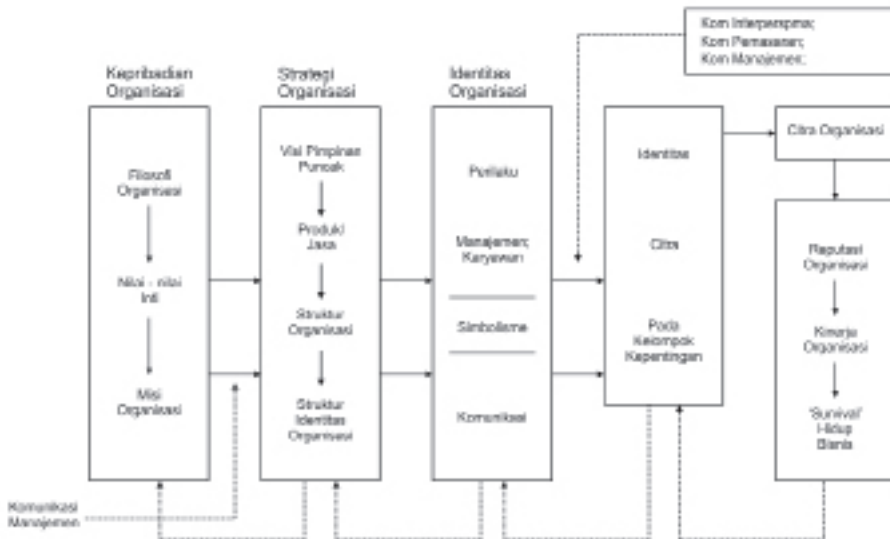 Kom Interperspma;
Kom Pemasaran;
Kom Manajemen;
Kepribadian
Organisasi
Strategi
Organisasi
Identitas
Organisasi
Filosofi
Organisasi
Nilai - nilai
Inti
Misi
Organisasi
Visi Pimpinan
Puncak
Produk/
Jasa
Struktur
Organisasi
Struktur
Identitas
Organisasi
Perilaku
Manajemen;
Karyawan
Simbolisme
Komunikasi
Identitas
Citra
Pada
Kelompok
Kepentingan
Citra Organisasi
Reputasi
Organisasi
Kinerja
Organisasi
'Survival'
Hidup
Bisnis
Komunikasi
Manajemen